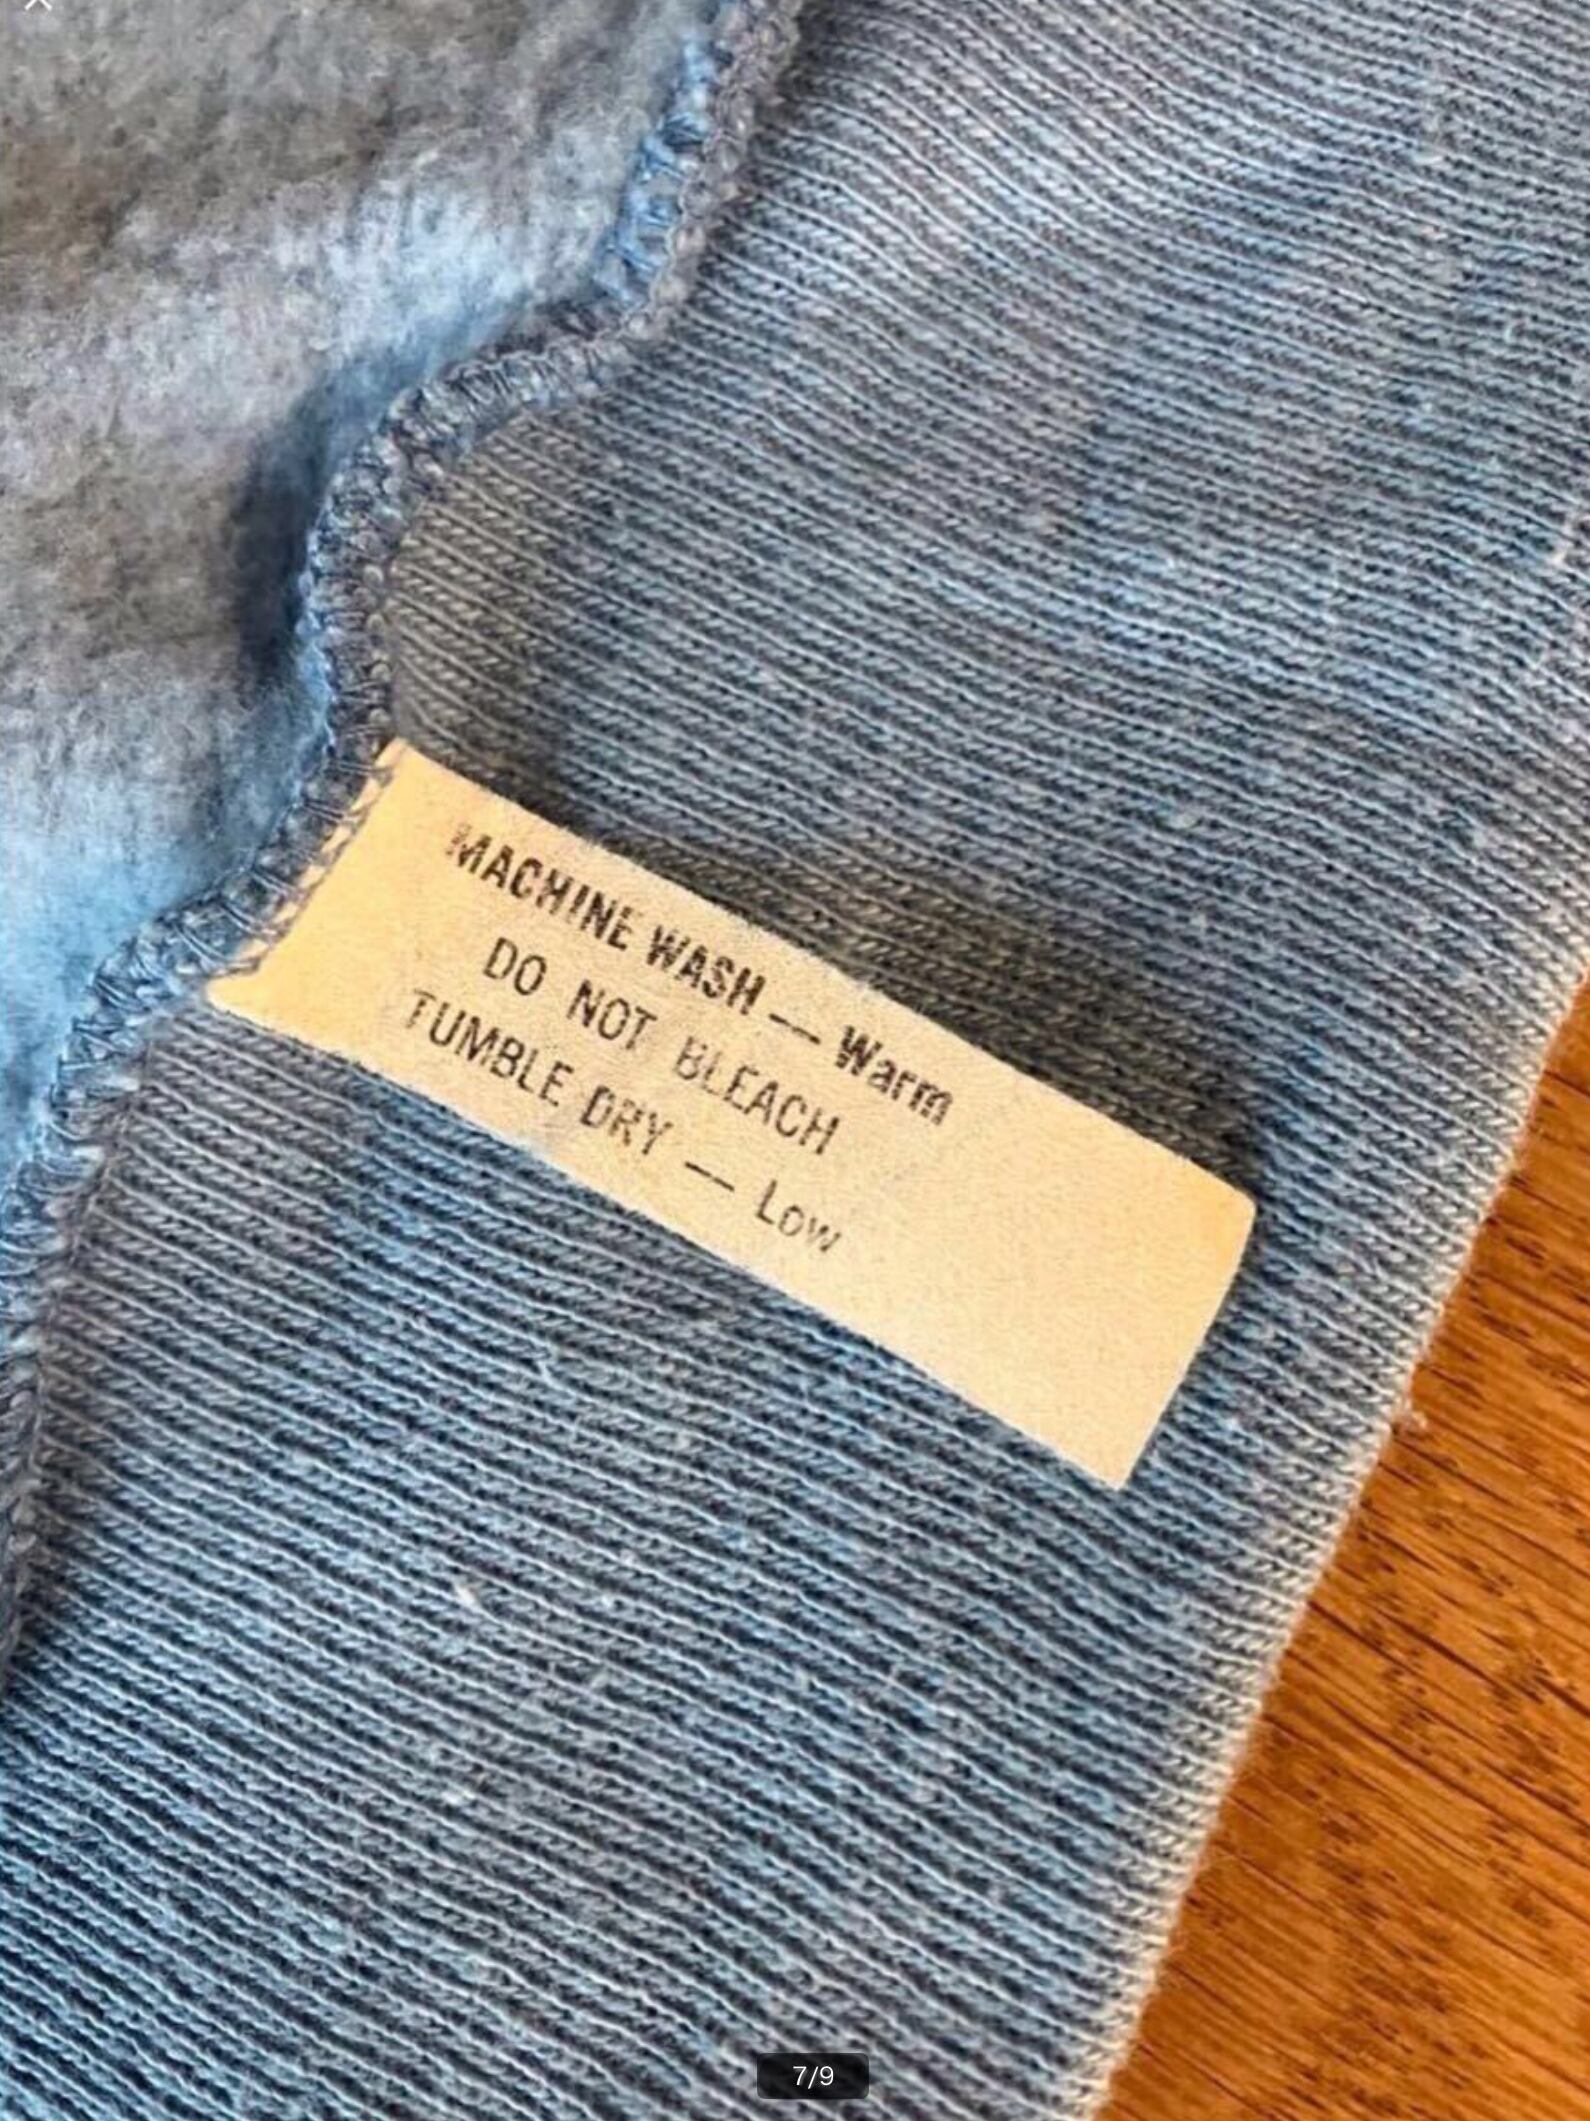 MACHINE WASH — Warm
DO NOT BLEACH
TUMBLE DRY — Low
7/9